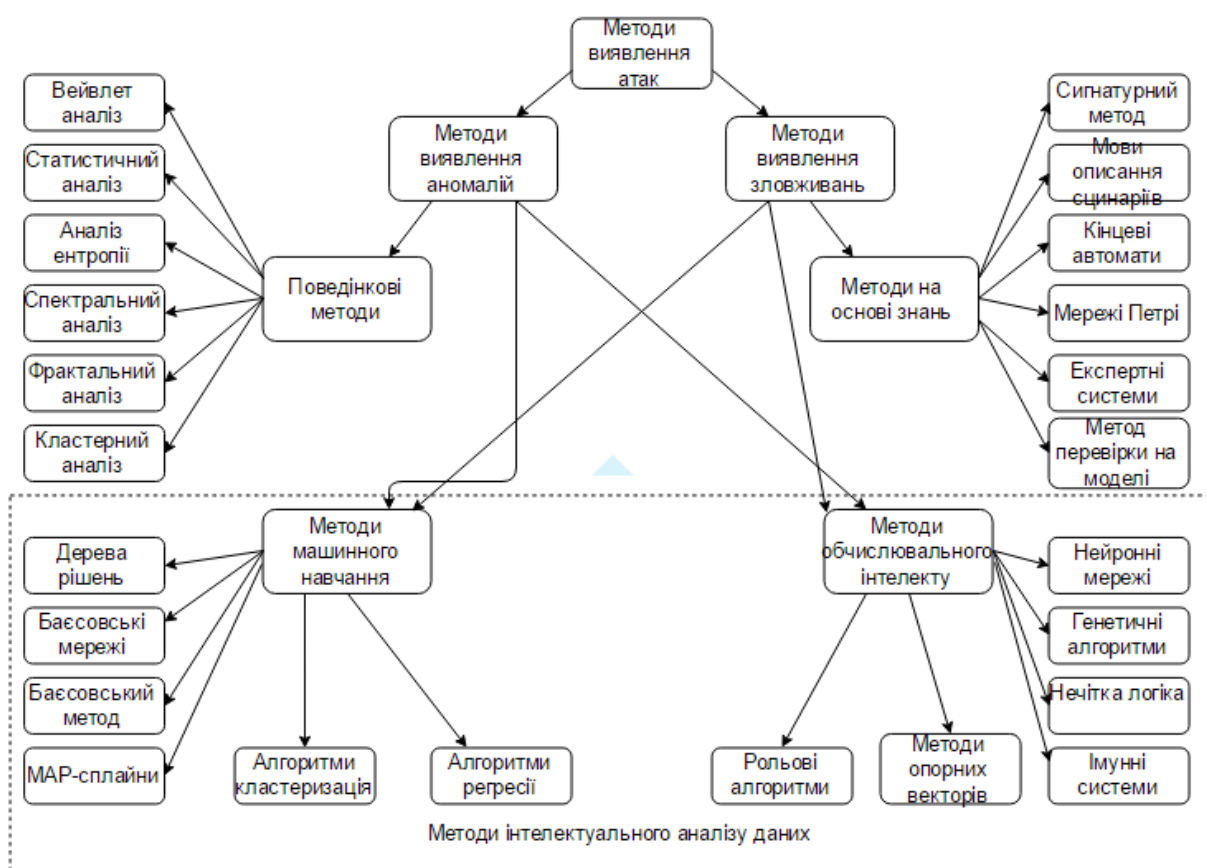 Методи
виявлення
атак
Вейвлет
аналіз
Статистичний
аналіз
Аналіз
ентропії
Спектральний
аналіз
Фрактальний
аналіз
Кластерний
аналіз
Методи
виявлення
аномалій
Методи
виявлення
зловживань
Поведінкові
методи
Методи на
основі знань
Сигнатурний
метод
Мови
описання
сценаріїв
Кінцеві
автомати
Мережі Петрі
Експертні
системи
Метод
перевірки на
моделі
Методи
машинного
навчання
Методи
обчислювального
інтелекту
Дерева
рішень
Баєсовські
мережі
Баєсовський
метод
МАР-сплайни
Алгоритми
кластеризація
Алгоритми
регресії
Рольові
алгоритми
Методи
опорних
векторів
Нейронні
мережі
Генетичні
алгоритми
Нечітка логіка
Імунні
системи
Методи інтелектуального аналізу даних